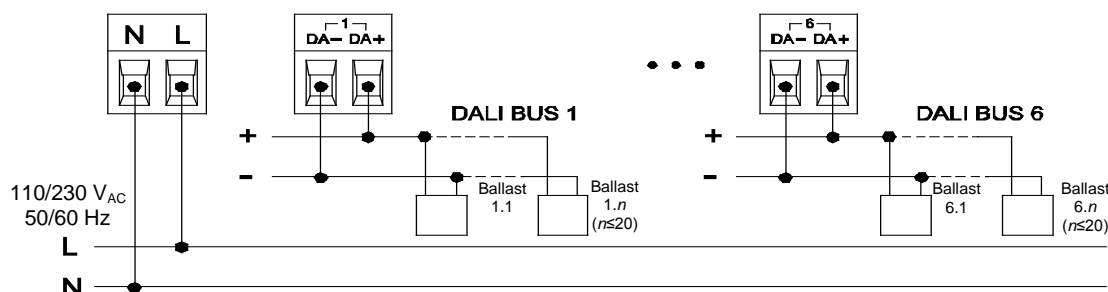 N L
1
DA– DA+
6
DA– DA+
...
DALI BUS 1
DALI BUS 6
+
–
+
–
Ballast
1.1
Ballast
1.n
(n≤20)
Ballast
6.1
Ballast
6.n
(n≤20)
110/230 VAC
50/60 Hz
L
N